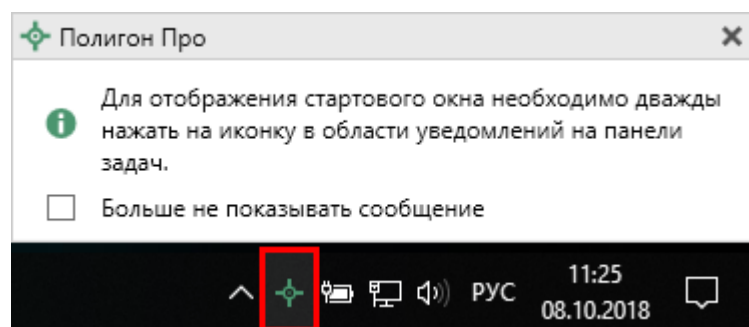 Полигон Про
Для отображения стартового окна необходимо дважды
нажать на иконку в области уведомлений на панели
задач.
Больше не показывать сообщение
РУС
11:25
08.10.2018